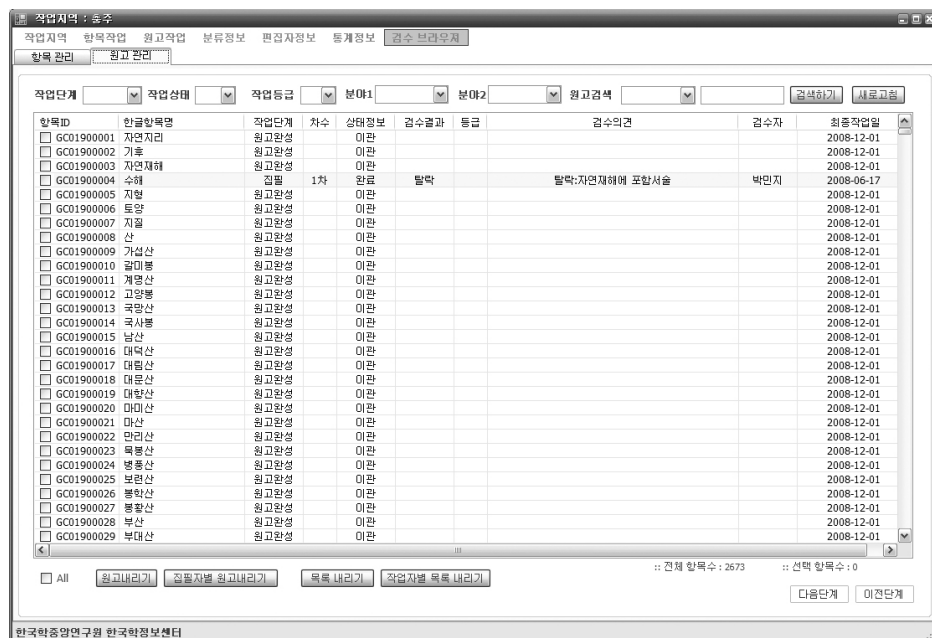 작업지역 : 충주
작업지역 항목작업 원고작업 분류정보 편집자정보 통계정보 검수 브라우져
항목 관리 원고 관리
작업단계 작업상태 작업등급 분야1 분야2 원고검색 검색하기 새로고침
항목ID 한글항목명 작업단계 차수 상태정보 검수결과 등급 검수의견 검수자 최종작업일
GC01900001 자연지리 원고완성 이관 2008-12-01
GC01900002 기후 원고완성 이관 2008-12-01
GC01900003 자연재해 원고완성 이관 2008-12-01
GC01900004 수해 집필 1차 완료 탈락 탈락:자연재해에 포함서술 박민지 2008-06-17
GC01900005 지형 원고완성 이관 2008-12-01
GC01900006 토양 원고완성 이관 2008-12-01
GC01900007 지질 원고완성 이관 2008-12-01
GC01900008 산 원고완성 이관 2008-12-01
GC01900009 가섭산 원고완성 이관 2008-12-01
GC01900010 갈미봉 원고완성 이관 2008-12-01
GC01900011 계명산 원고완성 이관 2008-12-01
GC01900012 고양봉 원고완성 이관 2008-12-01
GC01900013 국망산 원고완성 이관 2008-12-01
GC01900014 국사봉 원고완성 이관 2008-12-01
GC01900015 남산 원고완성 이관 2008-12-01
GC01900016 대덕산 원고완성 이관 2008-12-01
GC01900017 대림산 원고완성 이관 2008-12-01
GC01900018 대문산 원고완성 이관 2008-12-01
GC01900019 대향산 원고완성 이관 2008-12-01
GC01900020 마미산 원고완성 이관 2008-12-01
GC01900021 마산 원고완성 이관 2008-12-01
GC01900022 만리산 원고완성 이관 2008-12-01
GC01900023 묵봉산 원고완성 이관 2008-12-01
GC01900024 병풍산 원고완성 이관 2008-12-01
GC01900025 보련산 원고완성 이관 2008-12-01
GC01900026 봉학산 원고완성 이관 2008-12-01
GC01900027 봉황산 원고완성 이관 2008-12-01
GC01900028 부산 원고완성 이관 2008-12-01
GC01900029 부대산 원고완성 이관 2008-12-01
:: 전체 항목수 : 2673 :: 선택 항목수 : 0
All 원고내리기 집필자별 원고내리기 목록 내리기 작업자별 목록 내리기
다음단계 이전단계
한국학중앙연구원 한국학정보센터